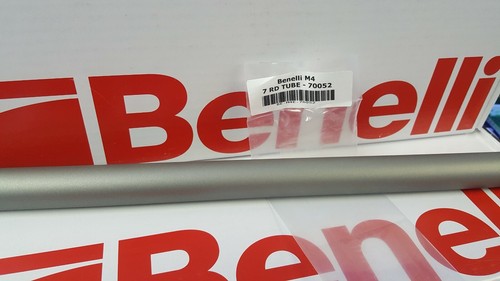 Benelli M4
7 RD TUBE - 70052
Benelli
Benelli